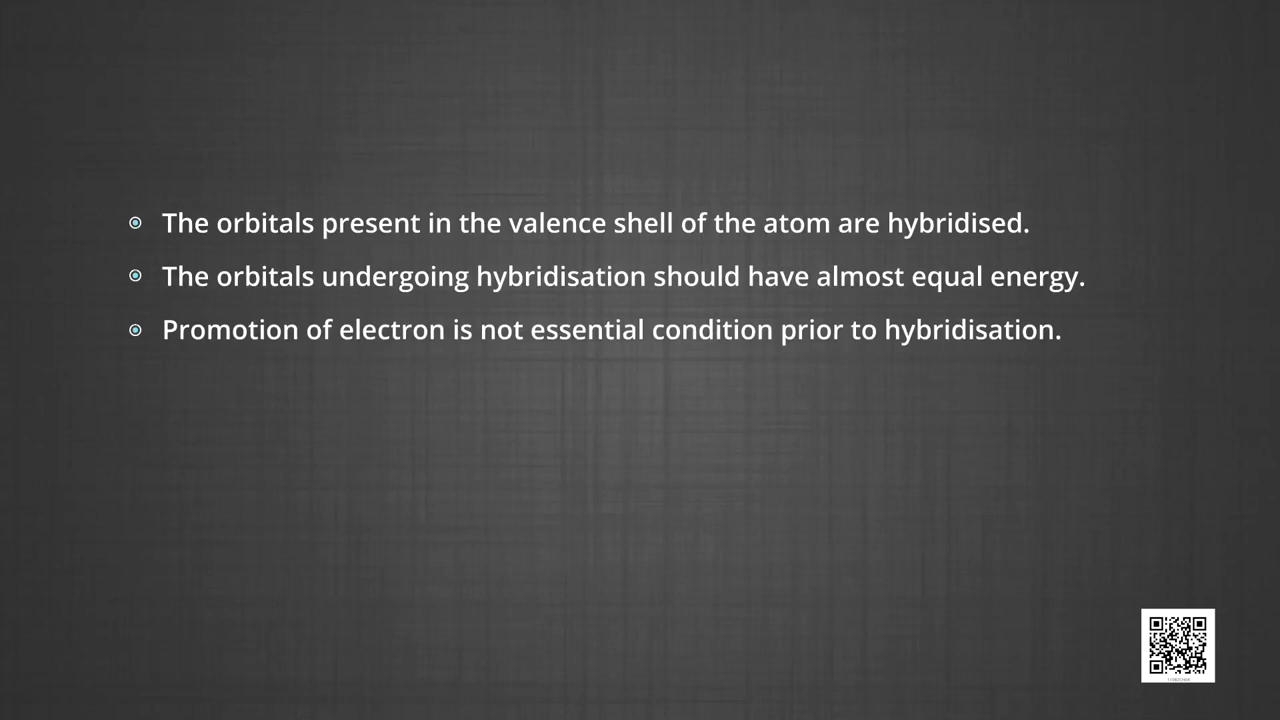 The orbitals present in the valence shell of the atom are hybridised.
The orbitals undergoing hybridisation should have almost equal energy.
Promotion of electron is not essential condition prior to hybridisation.